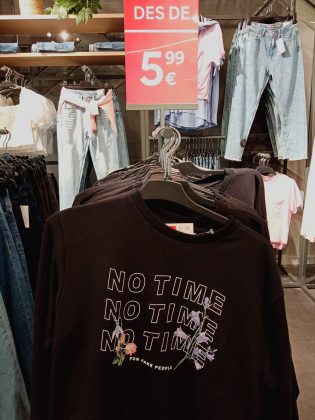 DES DE
5 99
€
NO TIME
NO TIME
NO TIME
FOR FAKE PEOPLE